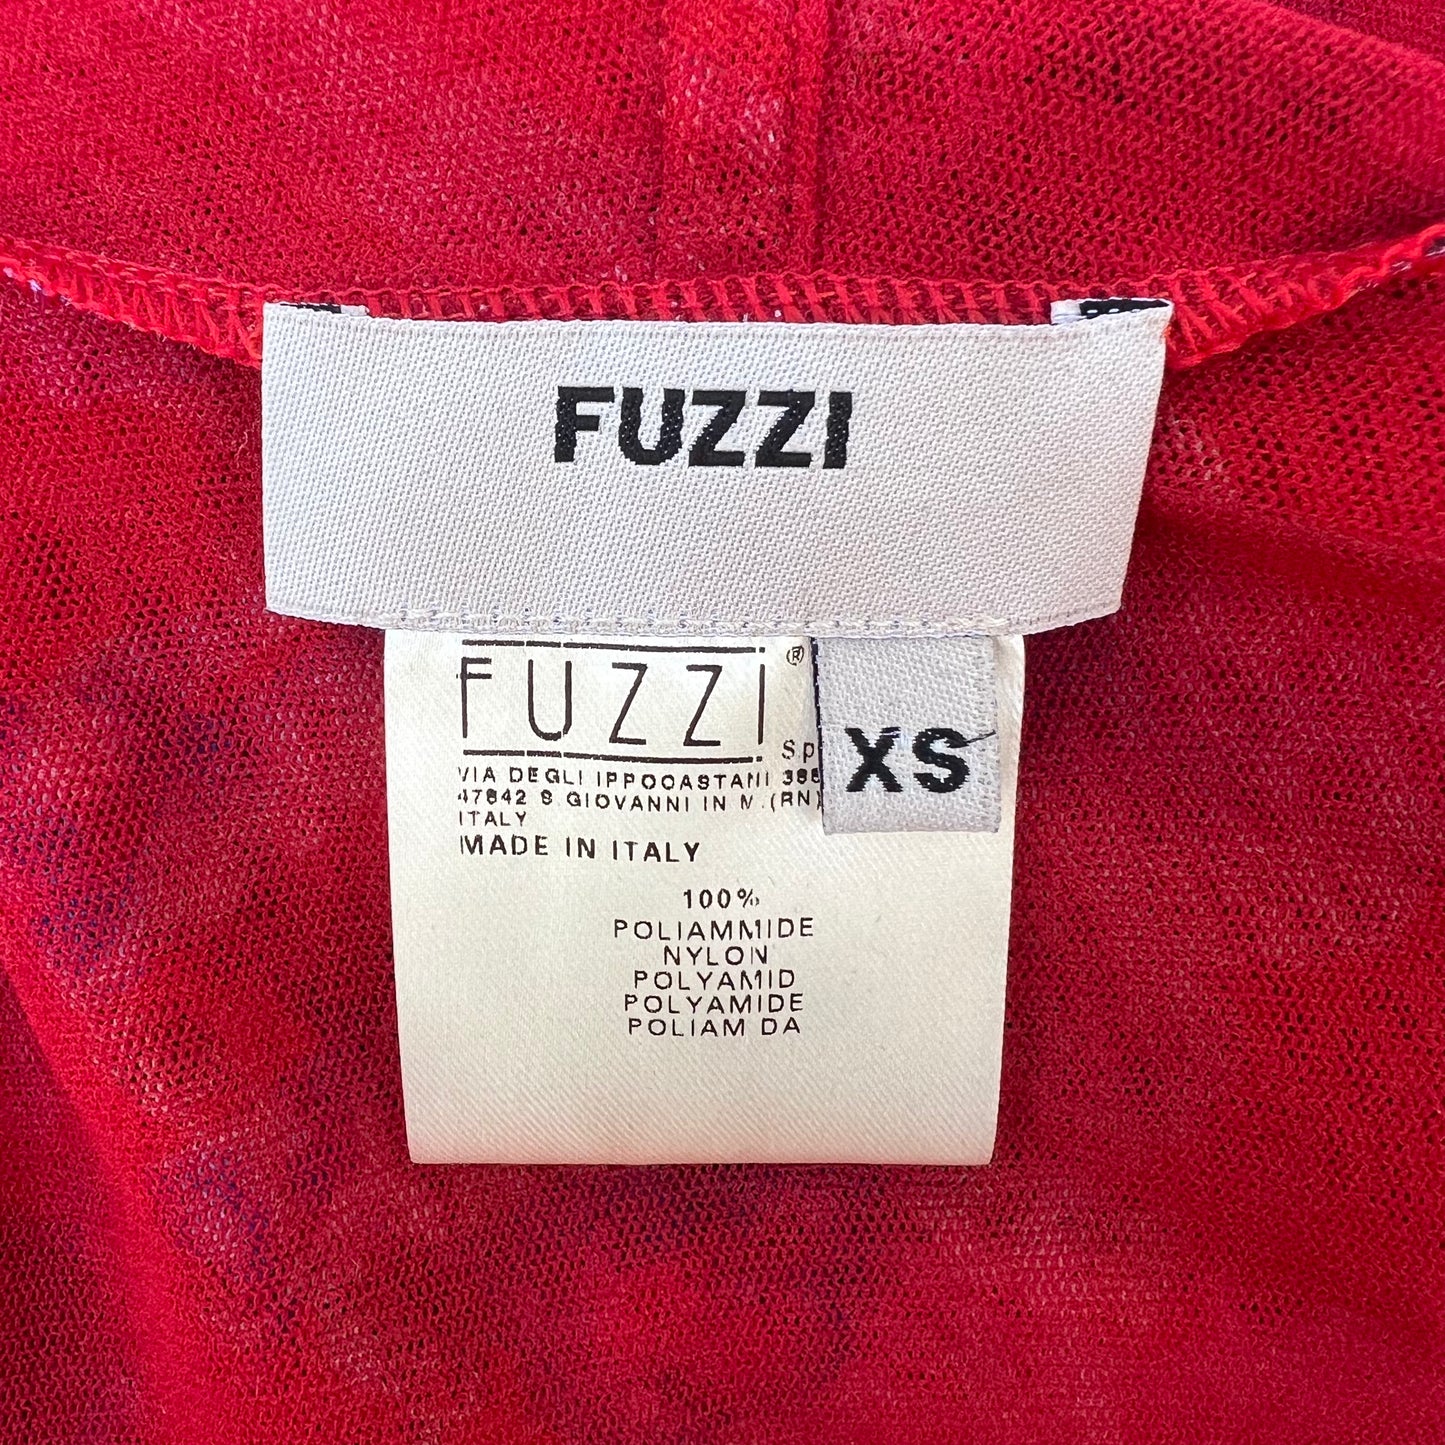 FUZZI
FUZZI®
S.p
XS
VIA DEGLI IPPOCASTANI
47842 S.GIOVANNI IN M.(RN)
ITALY
MADE IN ITALY
100%
POLIAMMIDE
NYLON
POLYAMID
POLYAMIDE
POLIAM DA